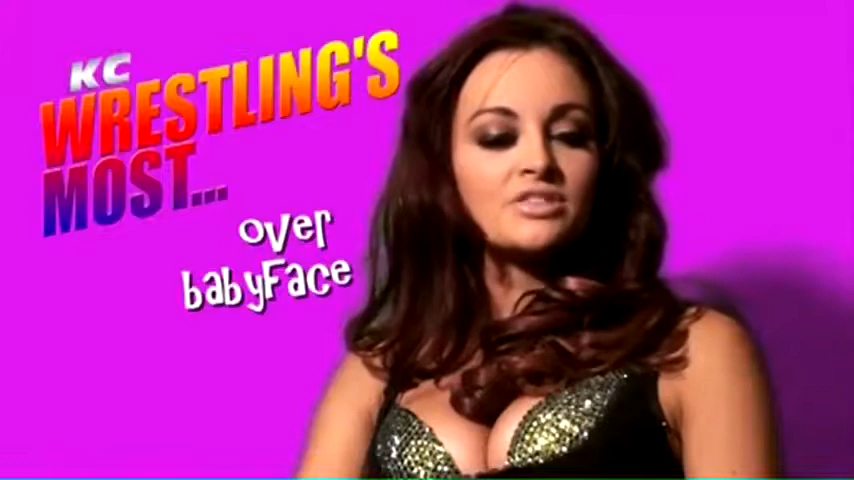 KC
WRESTLING'S
MOST...
over
babyFace